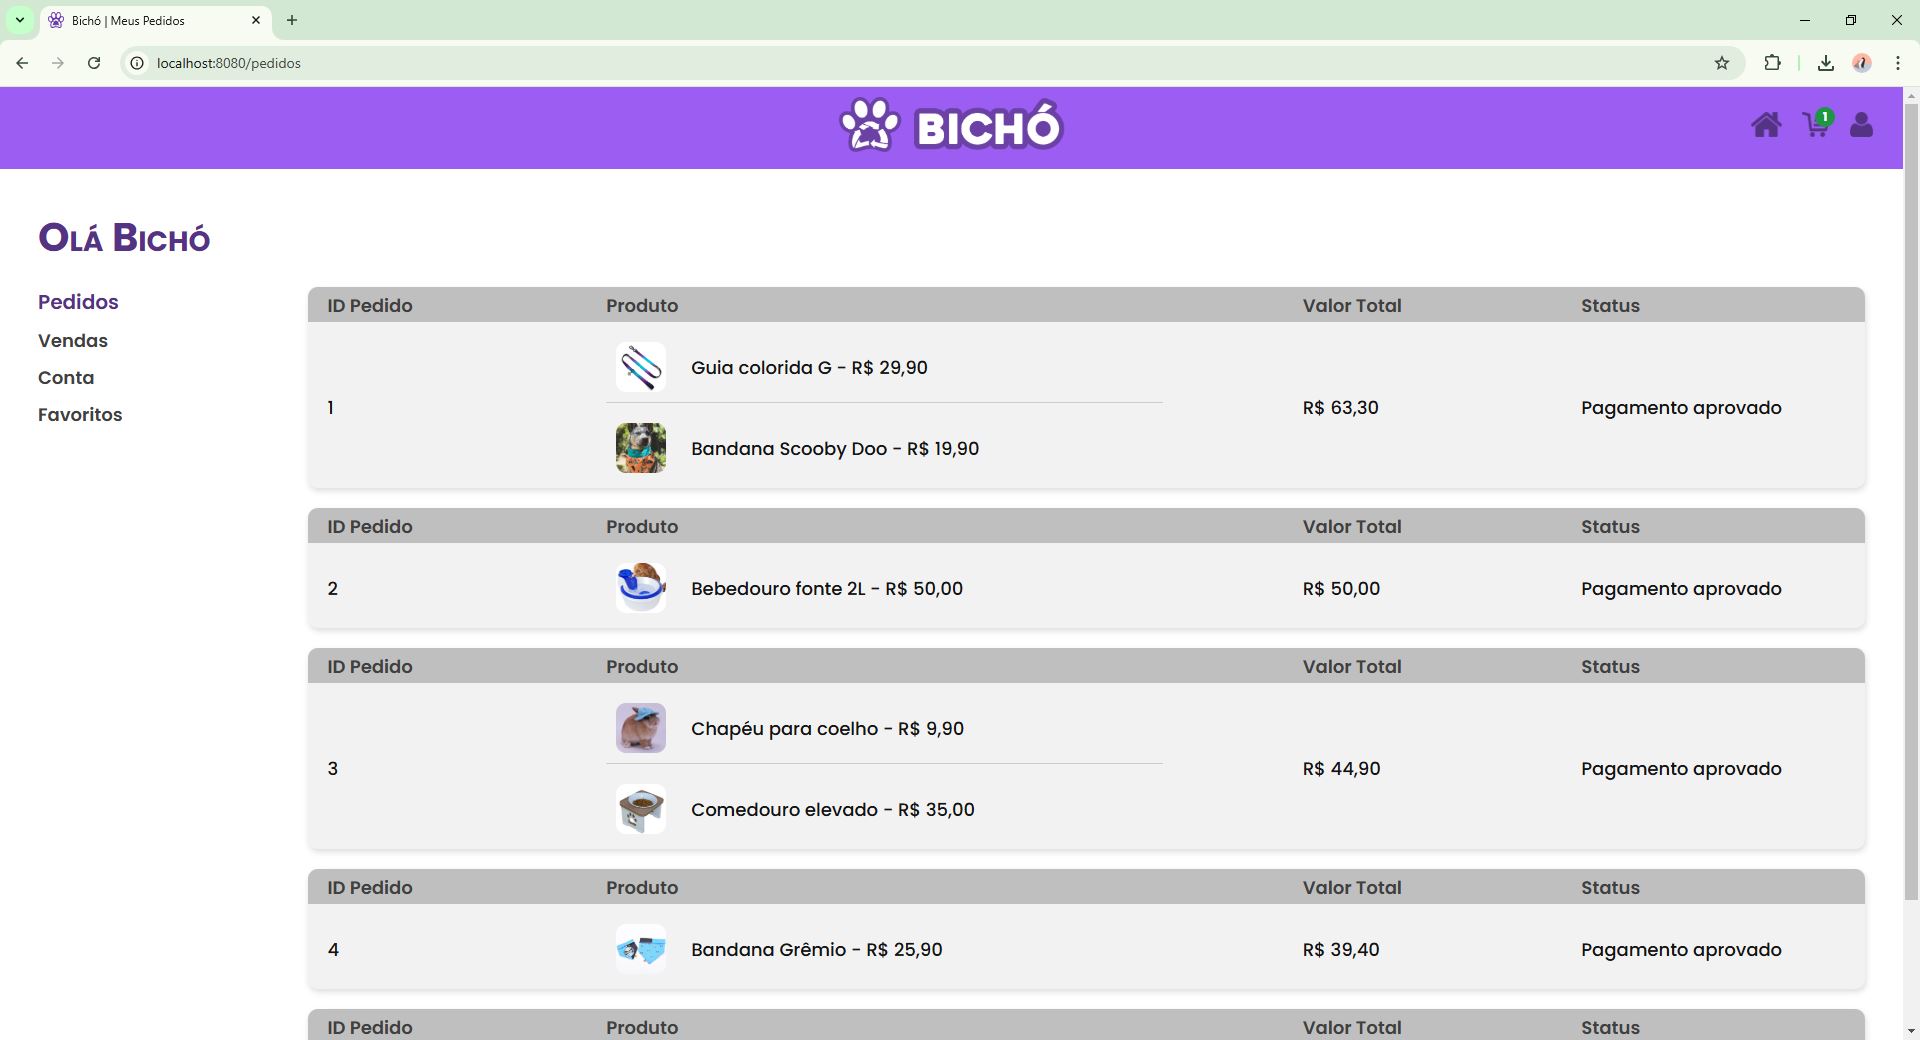 Bichó | Meus Pedidos
localhost:8080/pedidos
BICHÓ
1
Olá Bichó
Pedidos
Vendas
Conta
Favoritos
ID Pedido Produto Valor Total Status
Guia colorida G - R$ 29,90
1 R$ 63,30 Pagamento aprovado
Bandana Scooby Doo - R$ 19,90
ID Pedido Produto Valor Total Status
2 Bebedouro fonte 2L - R$ 50,00 R$ 50,00 Pagamento aprovado
ID Pedido Produto Valor Total Status
Chapéu para coelho - R$ 9,90
3 R$ 44,90 Pagamento aprovado
Comedouro elevado - R$ 35,00
ID Pedido Produto Valor Total Status
4 Bandana Grêmio - R$ 25,90 R$ 39,40 Pagamento aprovado
ID Pedido Produto Valor Total Status